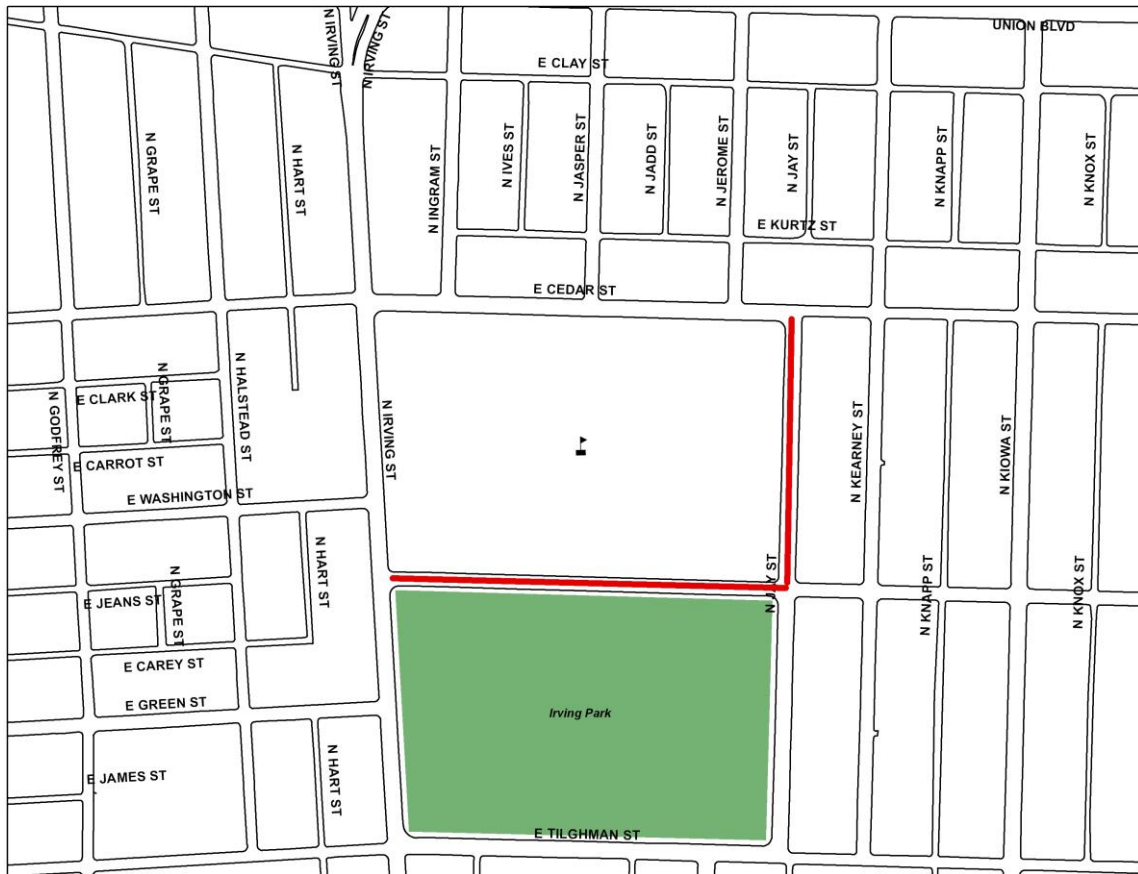 UNION BLVD
N IRVING ST
N IRVING ST
E CLAY ST
N GRAPE ST
N HART ST
N INGRAM ST
N IVES ST
N JASPER ST
N JADD ST
N JEROME ST
N JAY ST
N KNAPP ST
N KNOX ST
E KURTZ ST
E CEDAR ST
N GODFREY ST
E CLARK ST
N GRAPE ST
N HALSTEAD ST
N IRVING ST
N KEARNEY ST
N KIOWA ST
E CARROT ST
E WASHINGTON ST
N HART ST
N GRAPE ST
E JEANS ST
N JAY ST
N KNAPP ST
N KNOX ST
E CAREY ST
E GREEN ST
Irving Park
N HART ST
E JAMES ST
E TILGHMAN ST